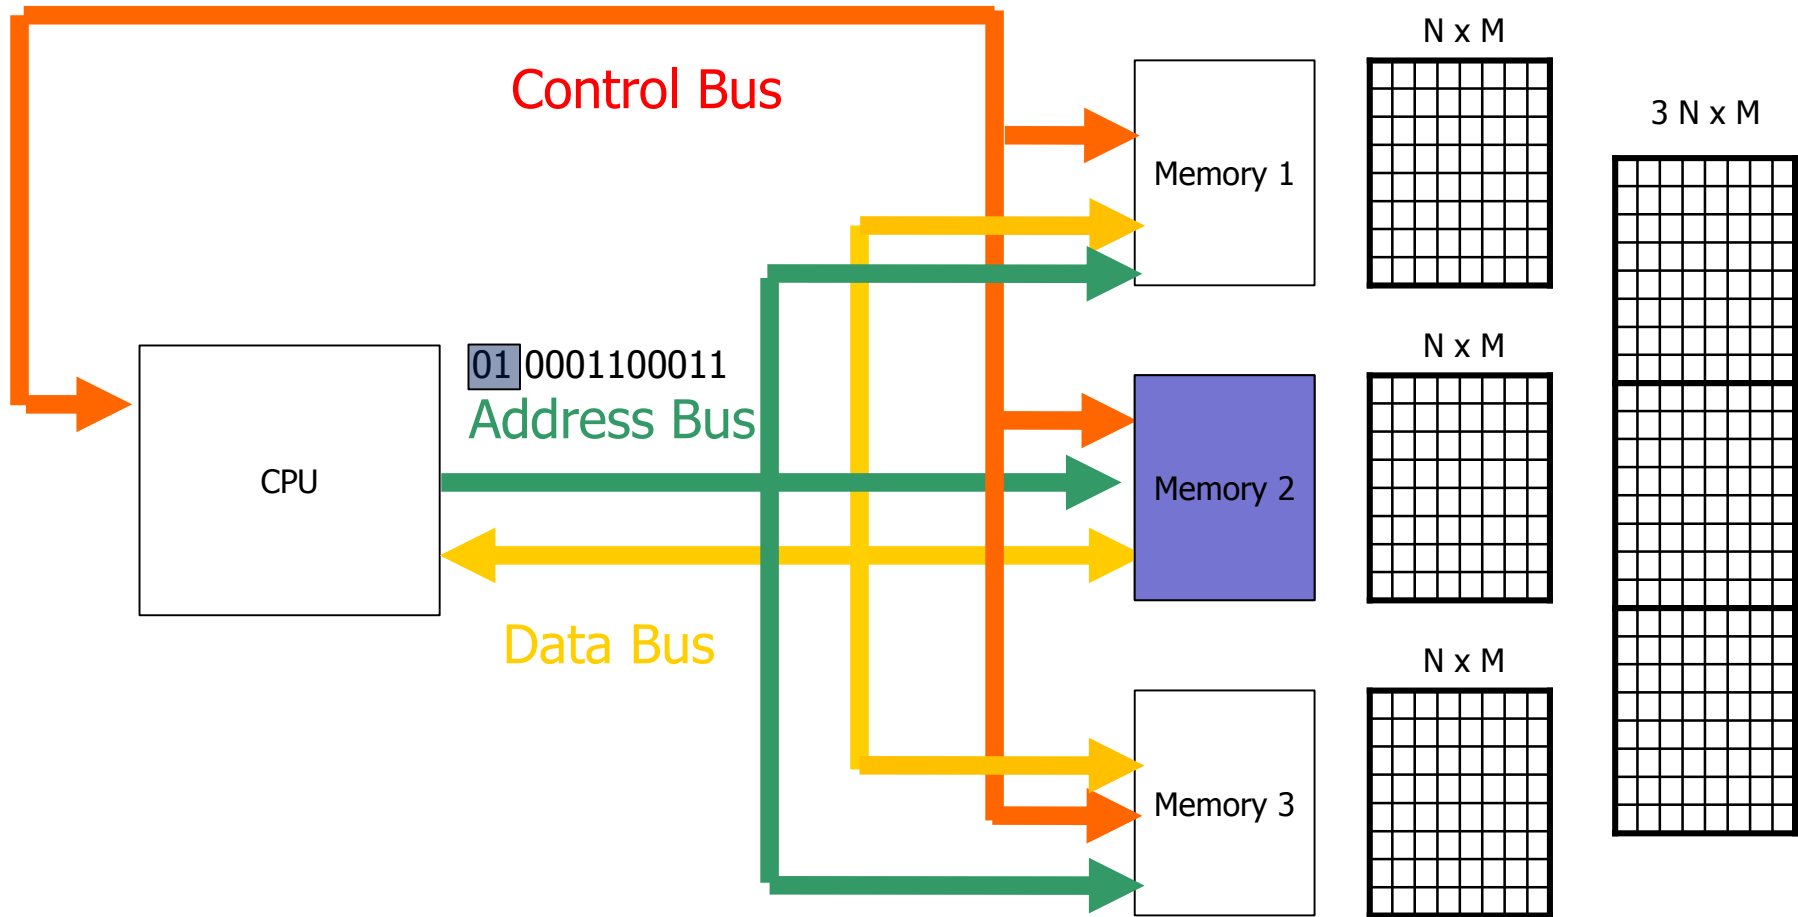 N x M
Control Bus
3 N x M
Memory 1
01 0001100011
N x M
Address Bus
CPU
Memory 2
Data Bus
N x M
Memory 3